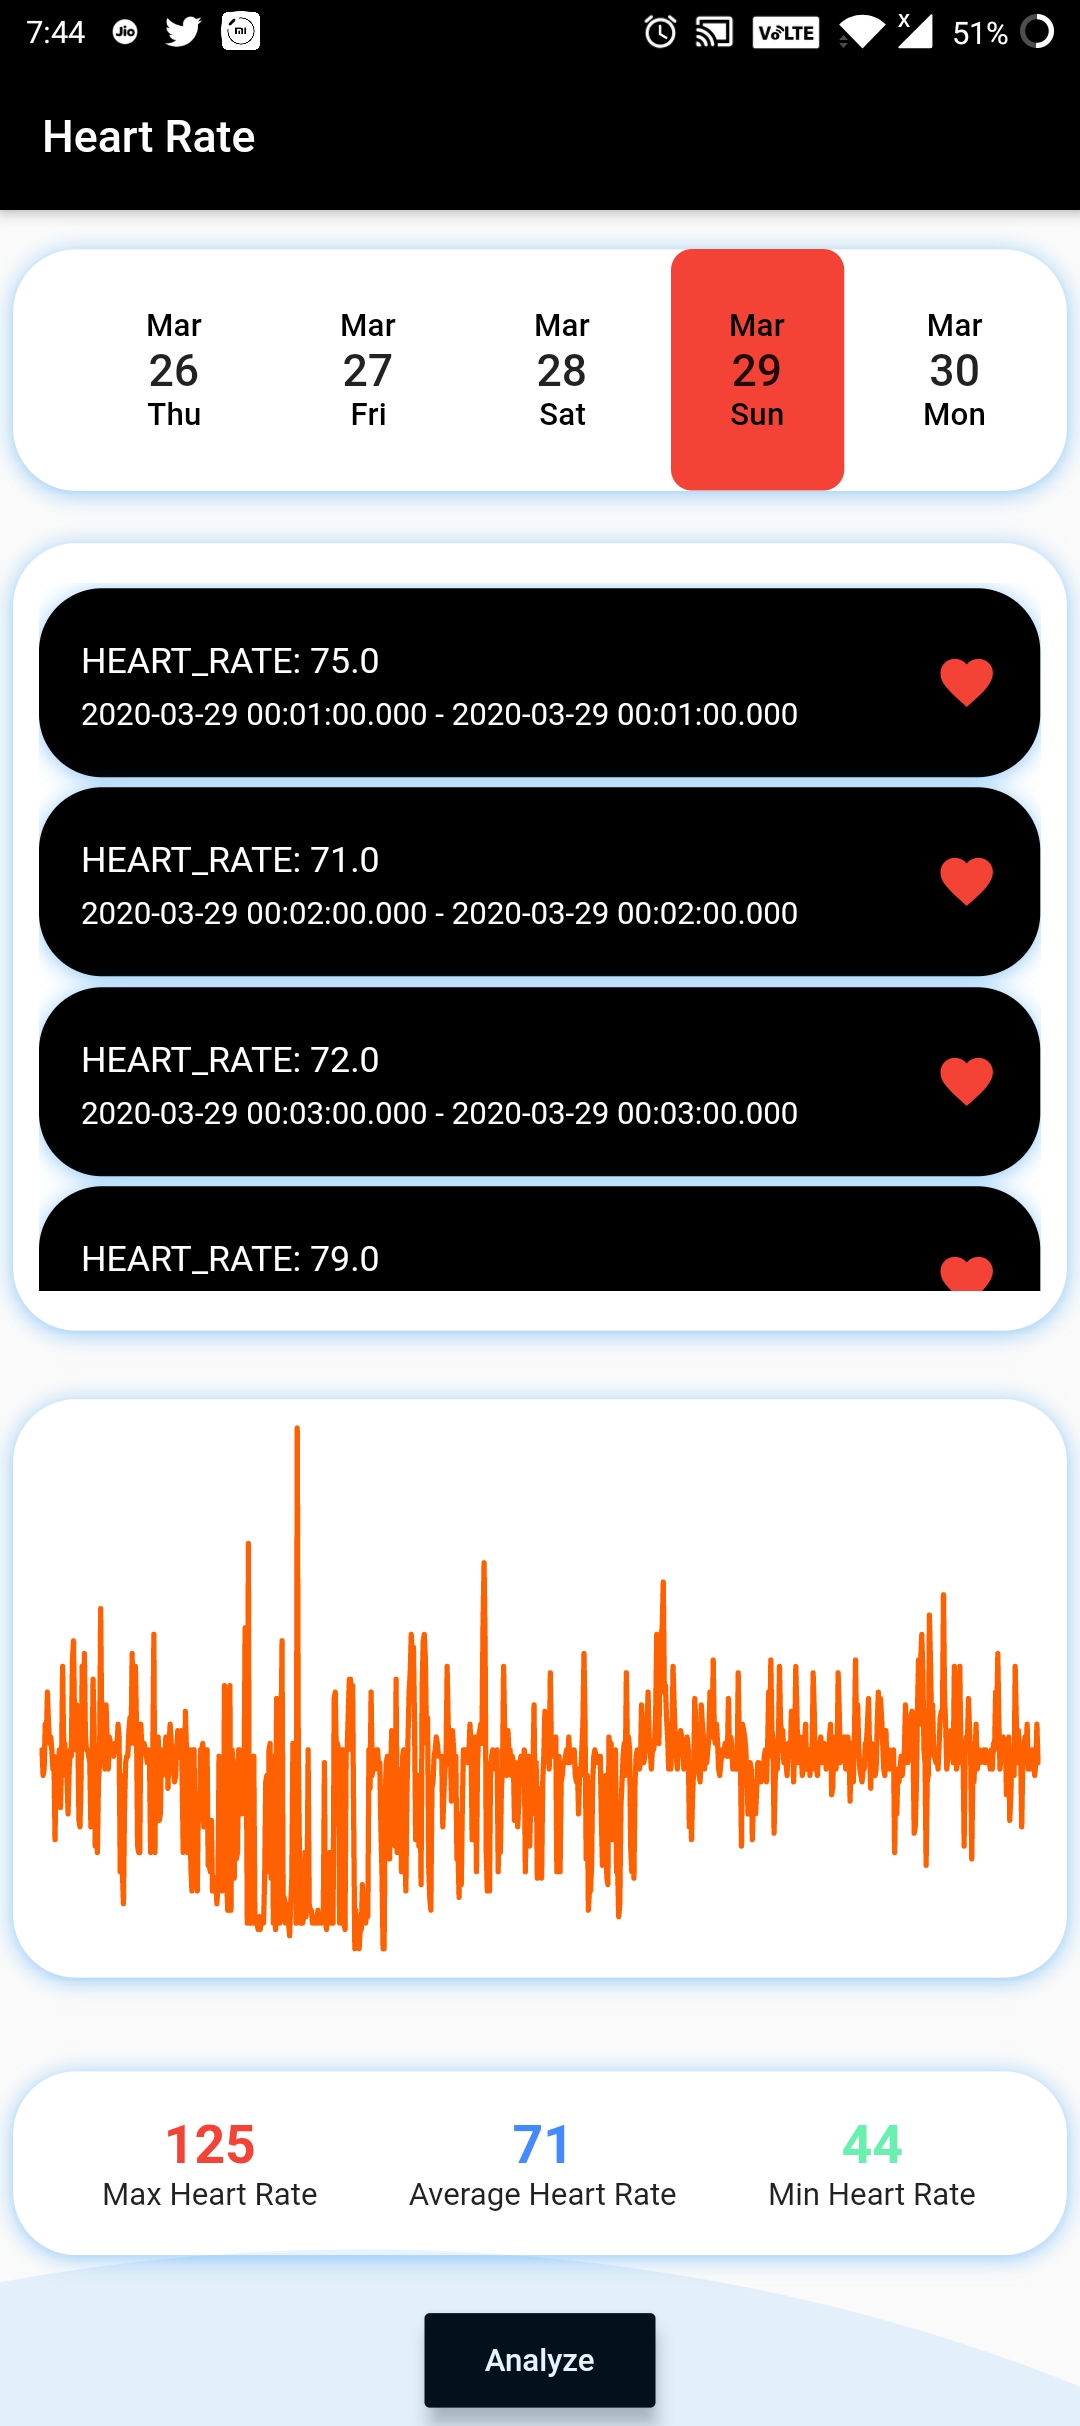 7:44 Jio mi VoLTE X 51%
Heart Rate
Mar Mar Mar Mar Mar
26 27 28 29 30
Thu Fri Sat Sun Mon
HEART_RATE: 75.0
2020-03-29 00:01:00.000 - 2020-03-29 00:01:00.000
HEART_RATE: 71.0
2020-03-29 00:02:00.000 - 2020-03-29 00:02:00.000
HEART_RATE: 72.0
2020-03-29 00:03:00.000 - 2020-03-29 00:03:00.000
HEART_RATE: 79.0
125 71 44
Max Heart Rate Average Heart Rate Min Heart Rate
Analyze